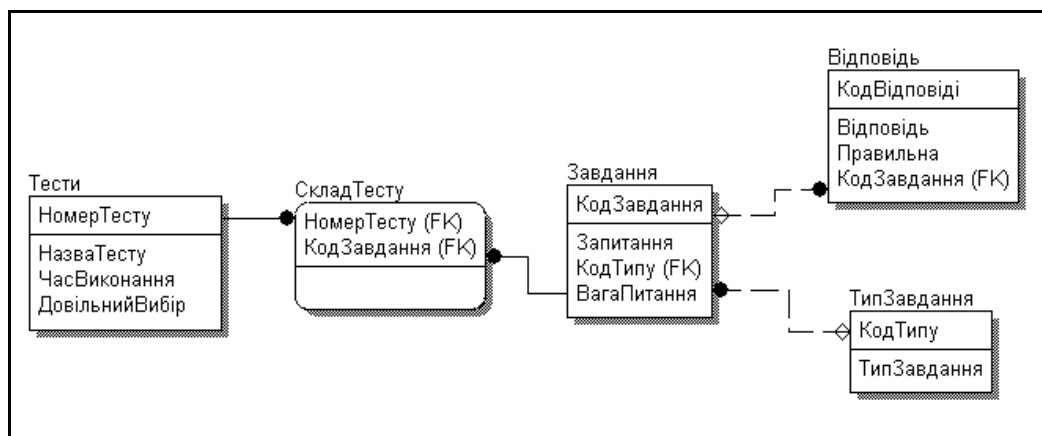 Тести
НомерТесту
НазваТесту
ЧасВиконання
ДовільнийВибір
СкладТесту
НомерТесту (FK)
КодЗавдання (FK)
Завдання
КодЗавдання
Запитання
КодТипу (FK)
ВагаПитання
Відповідь
КодВідповіді
Відповідь
Правильна
КодЗавдання (FK)
ТипЗавдання
КодТипу
ТипЗавдання